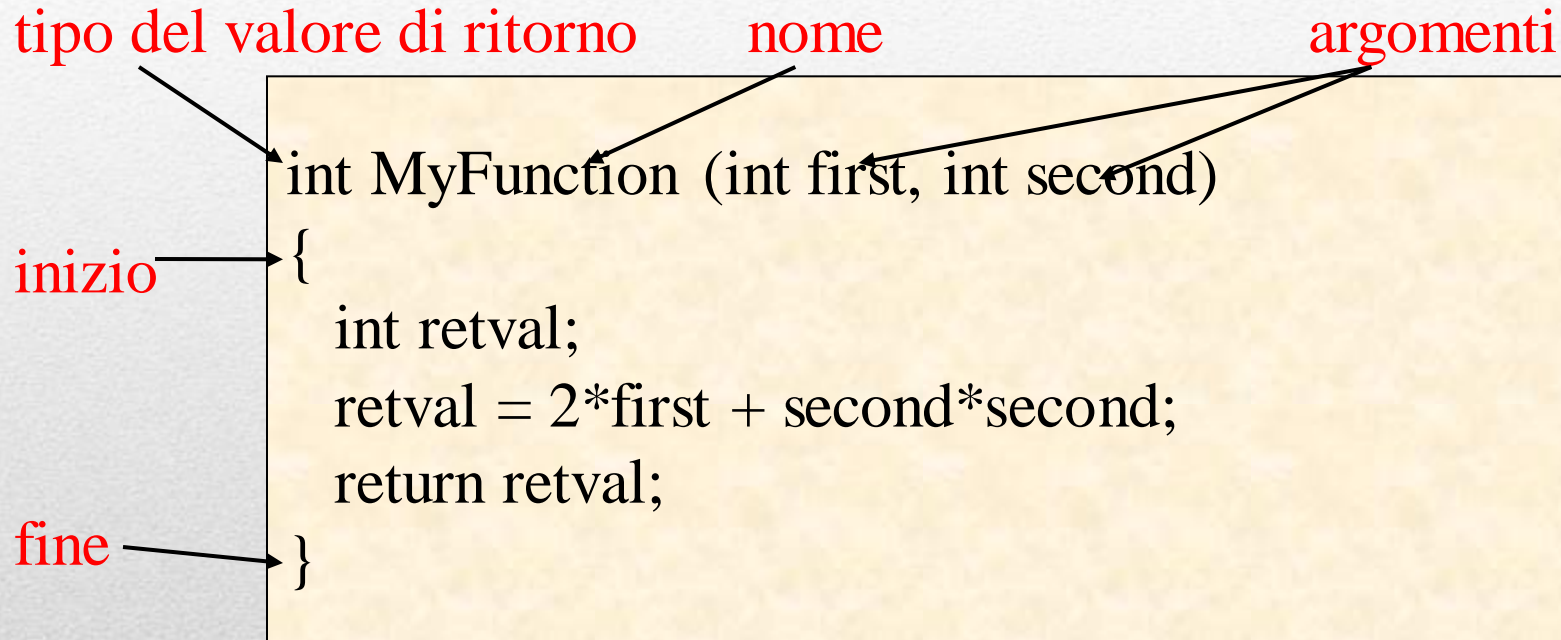 tipo del valore di ritorno nome argomenti
int MyFunction (int first, int second)
inizio {
int retval;
retval = 2*first + second*second;
return retval;
fine }